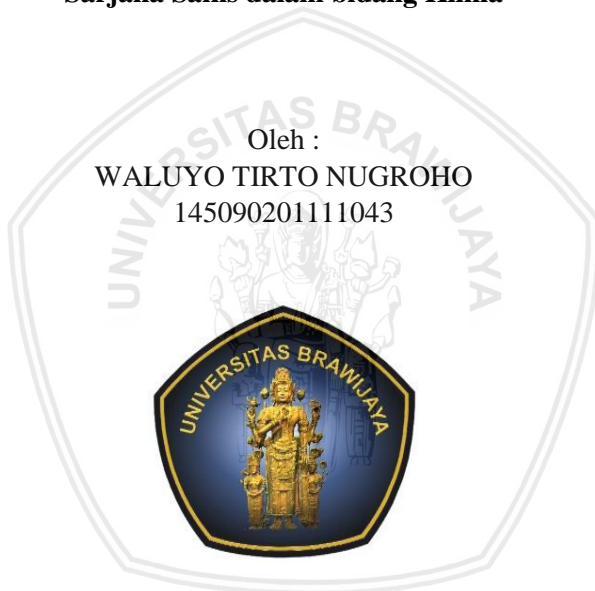 Sarjana Sains dalam bidang Kimia
Oleh :
WALUYO TIRTO NUGROHO
145090201111043
UNIVERSITAS BRAWIJAYA
UNIVERSITAS BRAWIJAYA